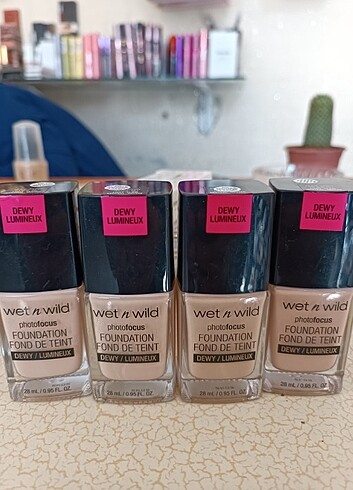 DEWY
LUMINEUX
wet n wild
photofocus
FOUNDATION
FOND DE TEINT
DEWY / LUMINEUX
28 mL / 0.95 FL. OZ.
DEWY
LUMINEUX
wet n wild
photofocus
FOUNDATION
FOND DE TEINT
DEWY / LUMINEUX
28 mL / 0.95 FL. OZ.
DEWY
LUMINEUX
wet n wild
photofocus
FOUNDATION
FOND DE TEINT
DEWY / LUMINEUX
28 mL / 0.95 FL. OZ.
DEWY
LUMINEUX
wet n wild
photofocus
FOUNDATION
FOND DE TEINT
DEWY / LUMINEUX
28 mL / 0.95 FL. OZ.